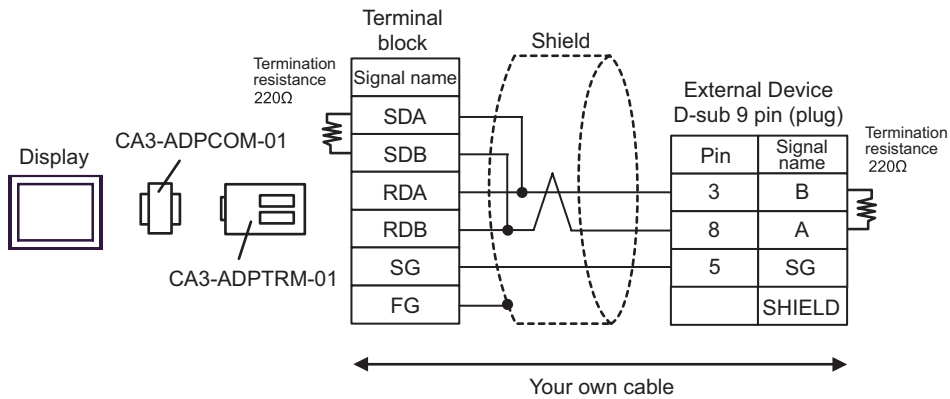 Terminal
block
Shield
Termination
resistance
220Ω
Signal name
SDA
SDB
RDA
RDB
SG
FG
Display
CA3-ADPCOM-01
CA3-ADPTRM-01
External Device
D-sub 9 pin (plug)
Pin
Signal
name
3
B
8
A
5
SG
SHIELD
Termination
resistance
220Ω
Your own cable